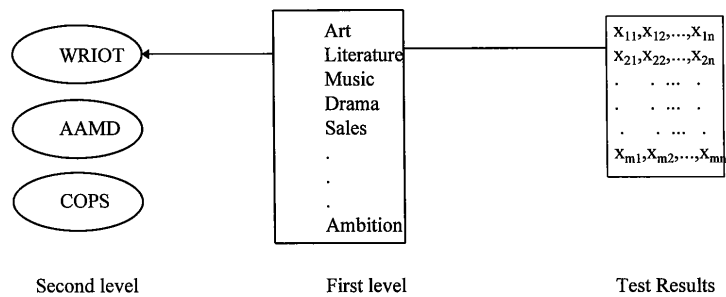 WRIOT
AAMD
COPS
Second level
Art
Literature
Music
Drama
Sales
.
.
.
Ambition
First level
x₁₁,x₁₂,...,x₁ₙ
x₂₁,x₂₂,...,x₂ₙ
. . ... .
. . ... .
. . ... .
xₘ₁,xₘ₂,...,xₘₙ
Test Results